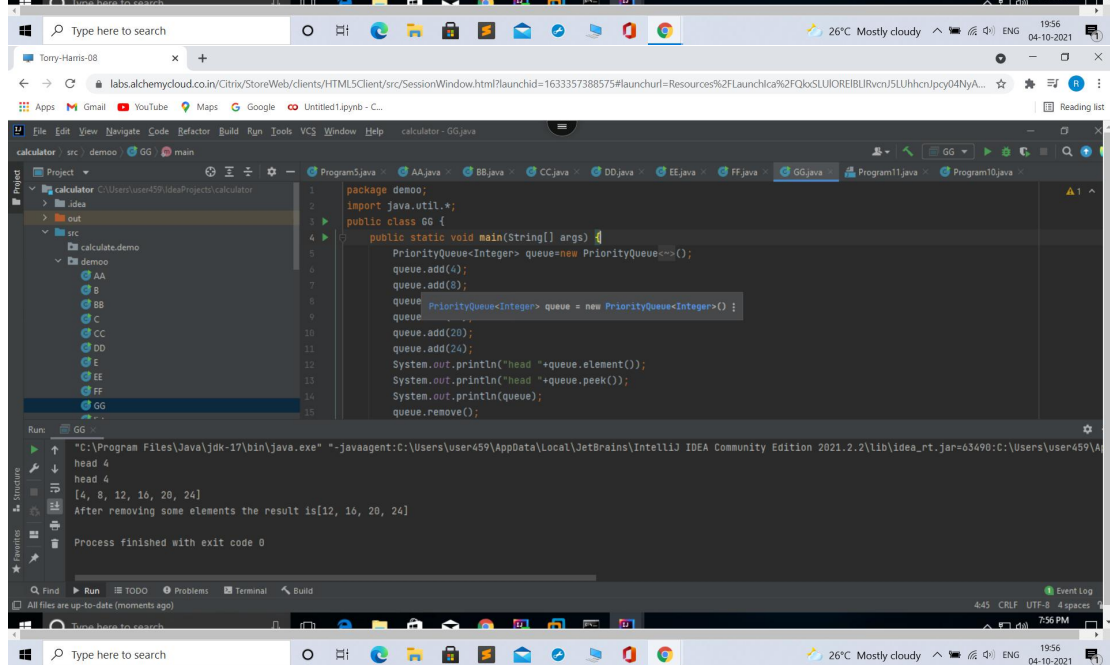 Type here to search
Type here to search
26°C Mostly cloudy
ENG
19:56
04-10-2021
Torry-Harris-08
labs.alchemycloud.co.in/Citrix/StoreWeb/clients/HTML5Client/src/SessionWindow.html?launchid=1633357388575#launchurl=Resources%2FLaunchIca%2F
Apps Gmail YouTube Maps Google Untitled1.ipynb - C...
Reading list
File Edit View Navigate Code Refactor Build Run Tools VCS Window Help calculator - GG.java
calculator src demoo GG main
GG
Project
Program5.java AA.java BB.java CC.java DD.java EE.java FF.java GG.java Program11.java Program10.java
calculator C:\Users\user459\IdeaProjects\calculator
.idea
out
src
calculate.demo
demoo
AA
B
BB
C
CC
DD
E
EE
FF
GG
1 package demoo;
2 import java.util.*;
3 public class GG {
4 public static void main(String[] args) {
5 PriorityQueue<Integer> queue=new PriorityQueue<~>();
6 queue.add(4);
7 queue.add(8);
8 queue
PriorityQueue<Integer> queue = new PriorityQueue<Integer>()
9 queue
10 queue.add(20);
11 queue.add(24);
12 System.out.println("head "+queue.element());
13 System.out.println("head "+queue.peek());
14 System.out.println(queue);
15 queue.remove();
1
Run: GG
"C:\Program Files\Java\jdk-17\bin\java.exe" "-javaagent:C:\Users\user459\AppData\Local\JetBrains\IntelliJ IDEA Community Edition 2021.2.2\lib\idea_rt.jar=63490:C:\Users\user459\A
head 4
head 4
[4, 8, 12, 16, 20, 24]
After removing some elements the result is[12, 16, 20, 24]
Process finished with exit code 0
Structure
Favorites
Find Run TODO Problems Terminal Build
1 Event Log
All files are up-to-date (moments ago)
4:45 CRLF UTF-8 4 spaces
Type here to search
7:56 PM
Type here to search
26°C Mostly cloudy
ENG
19:56
04-10-2021